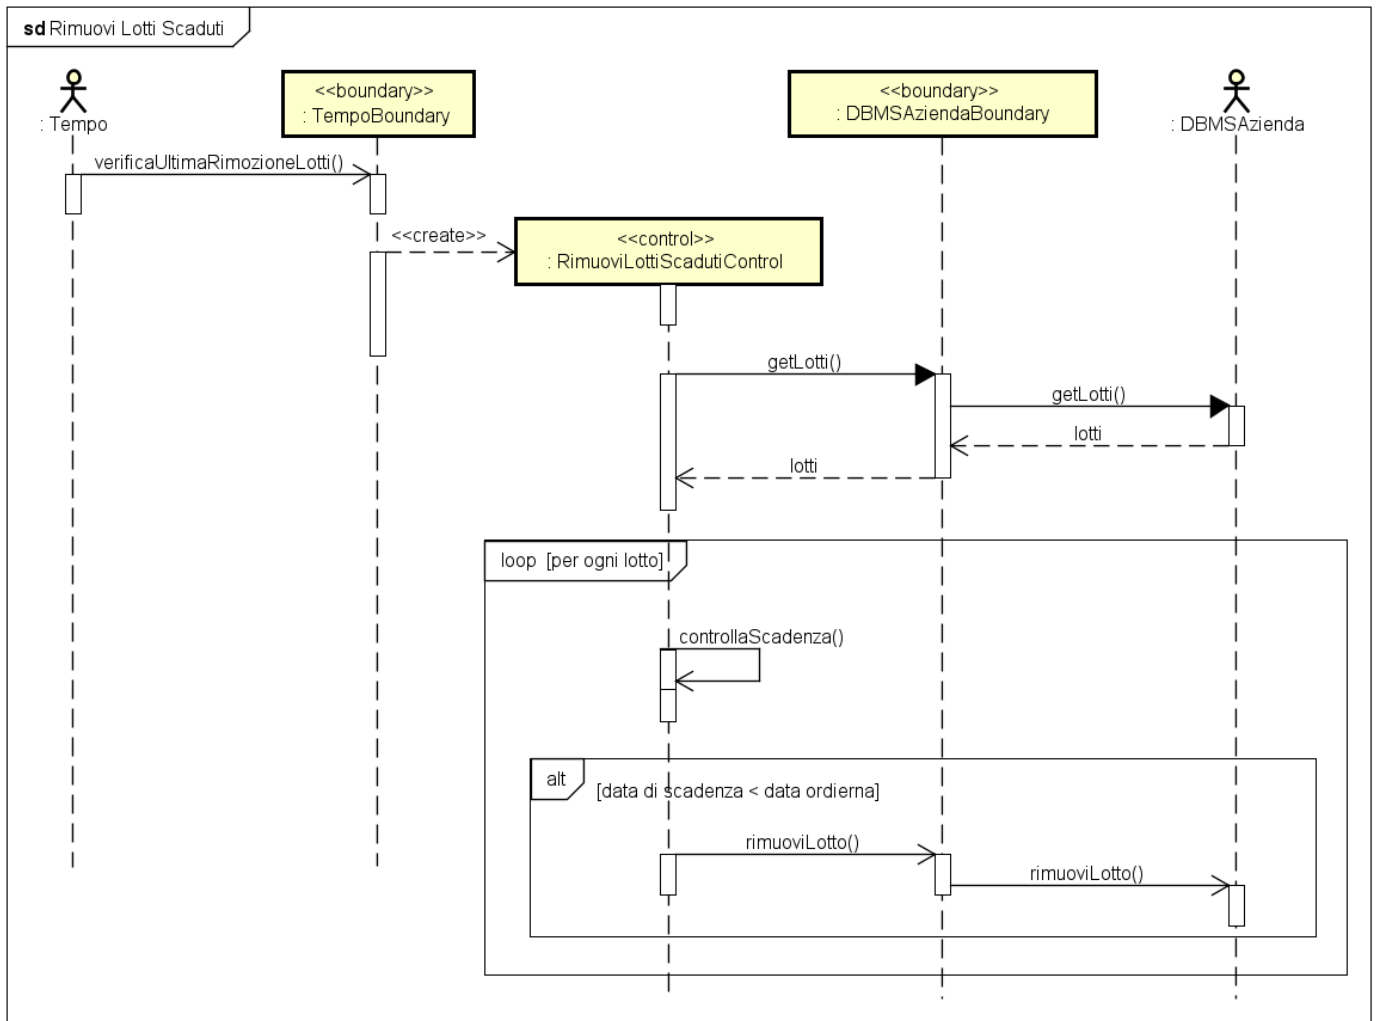 sd Rimuovi Lotti Scaduti
: Tempo
<<boundary>>
: TempoBoundary
<<boundary>>
: DBMSAziendaBoundary
: DBMSAzienda
verificaUltimaRimozioneLotti()
<<create>>
<<control>>
: RimuoviLottiScadutiControl
getLotti()
getLotti()
lotti
lotti
loop [per ogni lotto]
controllaScadenza()
alt
[data di scadenza < data ordierna]
rimuoviLotto()
rimuoviLotto()